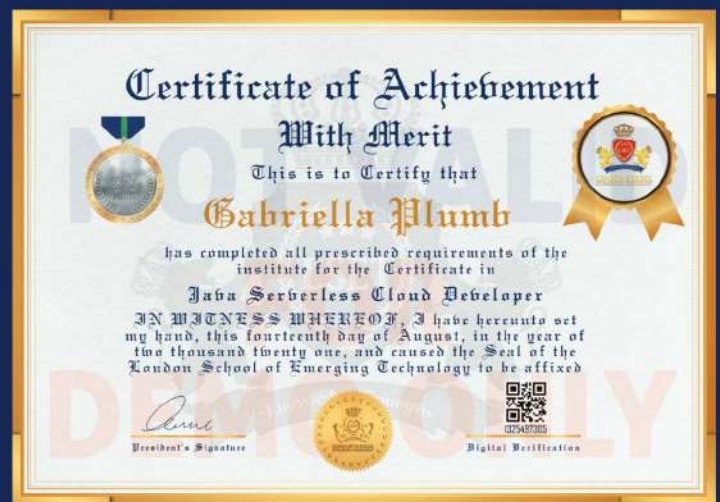 Certificate of Achievement
With Merit
This is to Certify that
Gabriella Plumb
has completed all prescribed requirements of the
institute for the Certificate in
Java Serverless Cloud Developer
IN WITNESS WHEREOF, I have hereunto set
my hand, this fourteenth day of August, in the year of
two thousand twenty one, and caused the Seal of the
London School of Emerging Technology to be affixed
NOT VALID
DEMO ONLY
1325487305
President's Signature
Digital Verification